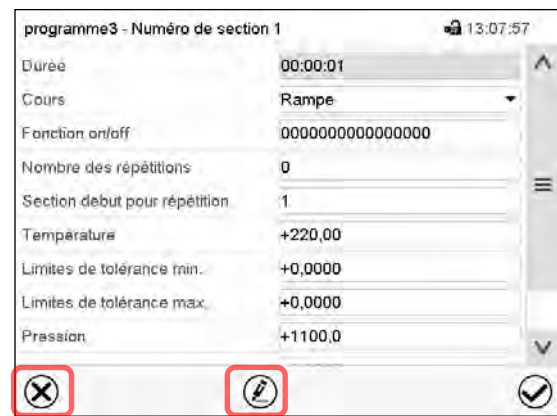 programme3 - Numéro de section 1 13:07:57
Durée 00:00:01
Cours Rampe
Fonction on/off 0000000000000000
Nombre des répétitions 0
Section début pour répétition 1
Température +220,00
Limites de tolérance min. +0,0000
Limites de tolérance max. +0,0000
Pression +1100,0